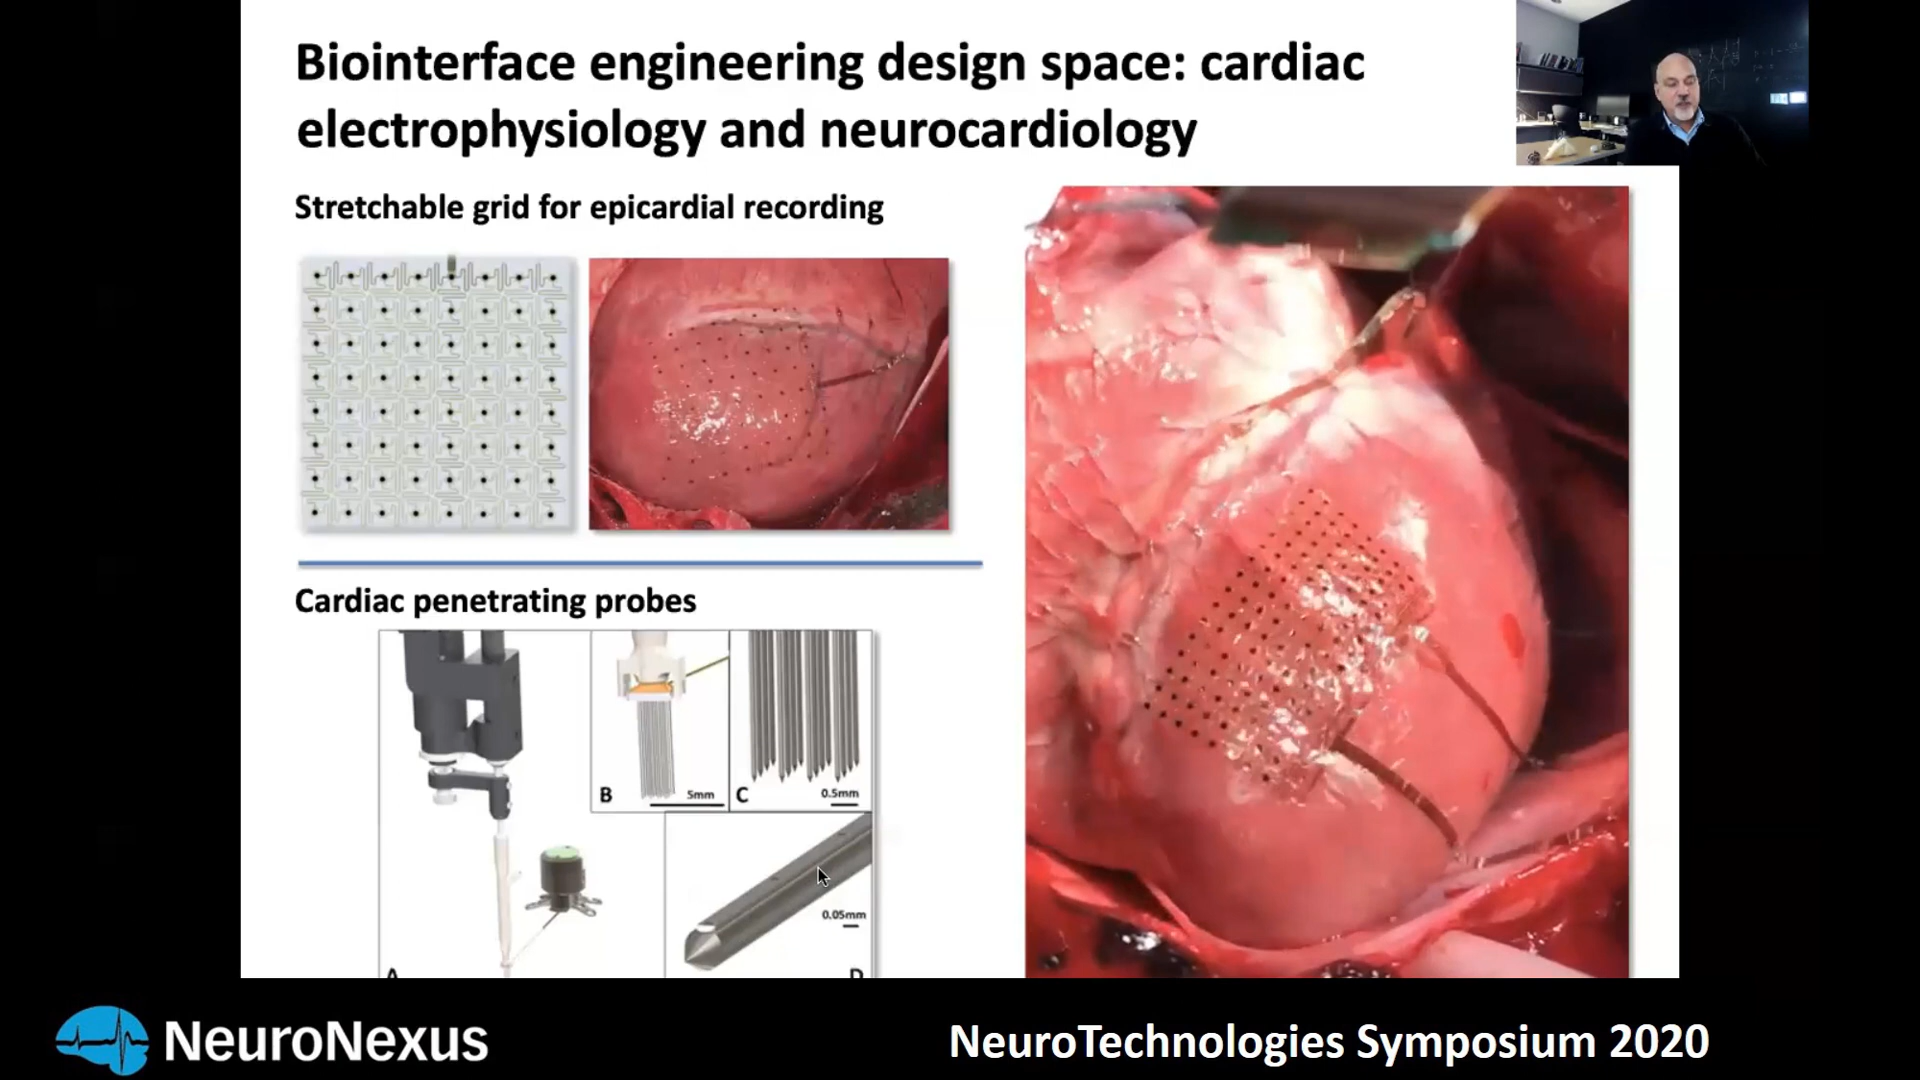 Biointerface engineering design space: cardiac
electrophysiology and neurocardiology
Stretchable grid for epicardial recording
Cardiac penetrating probes
B
5mm
C
0.5mm
0.05mm
A
D
NeuroNexus
NeuroTechnologies Symposium 2020